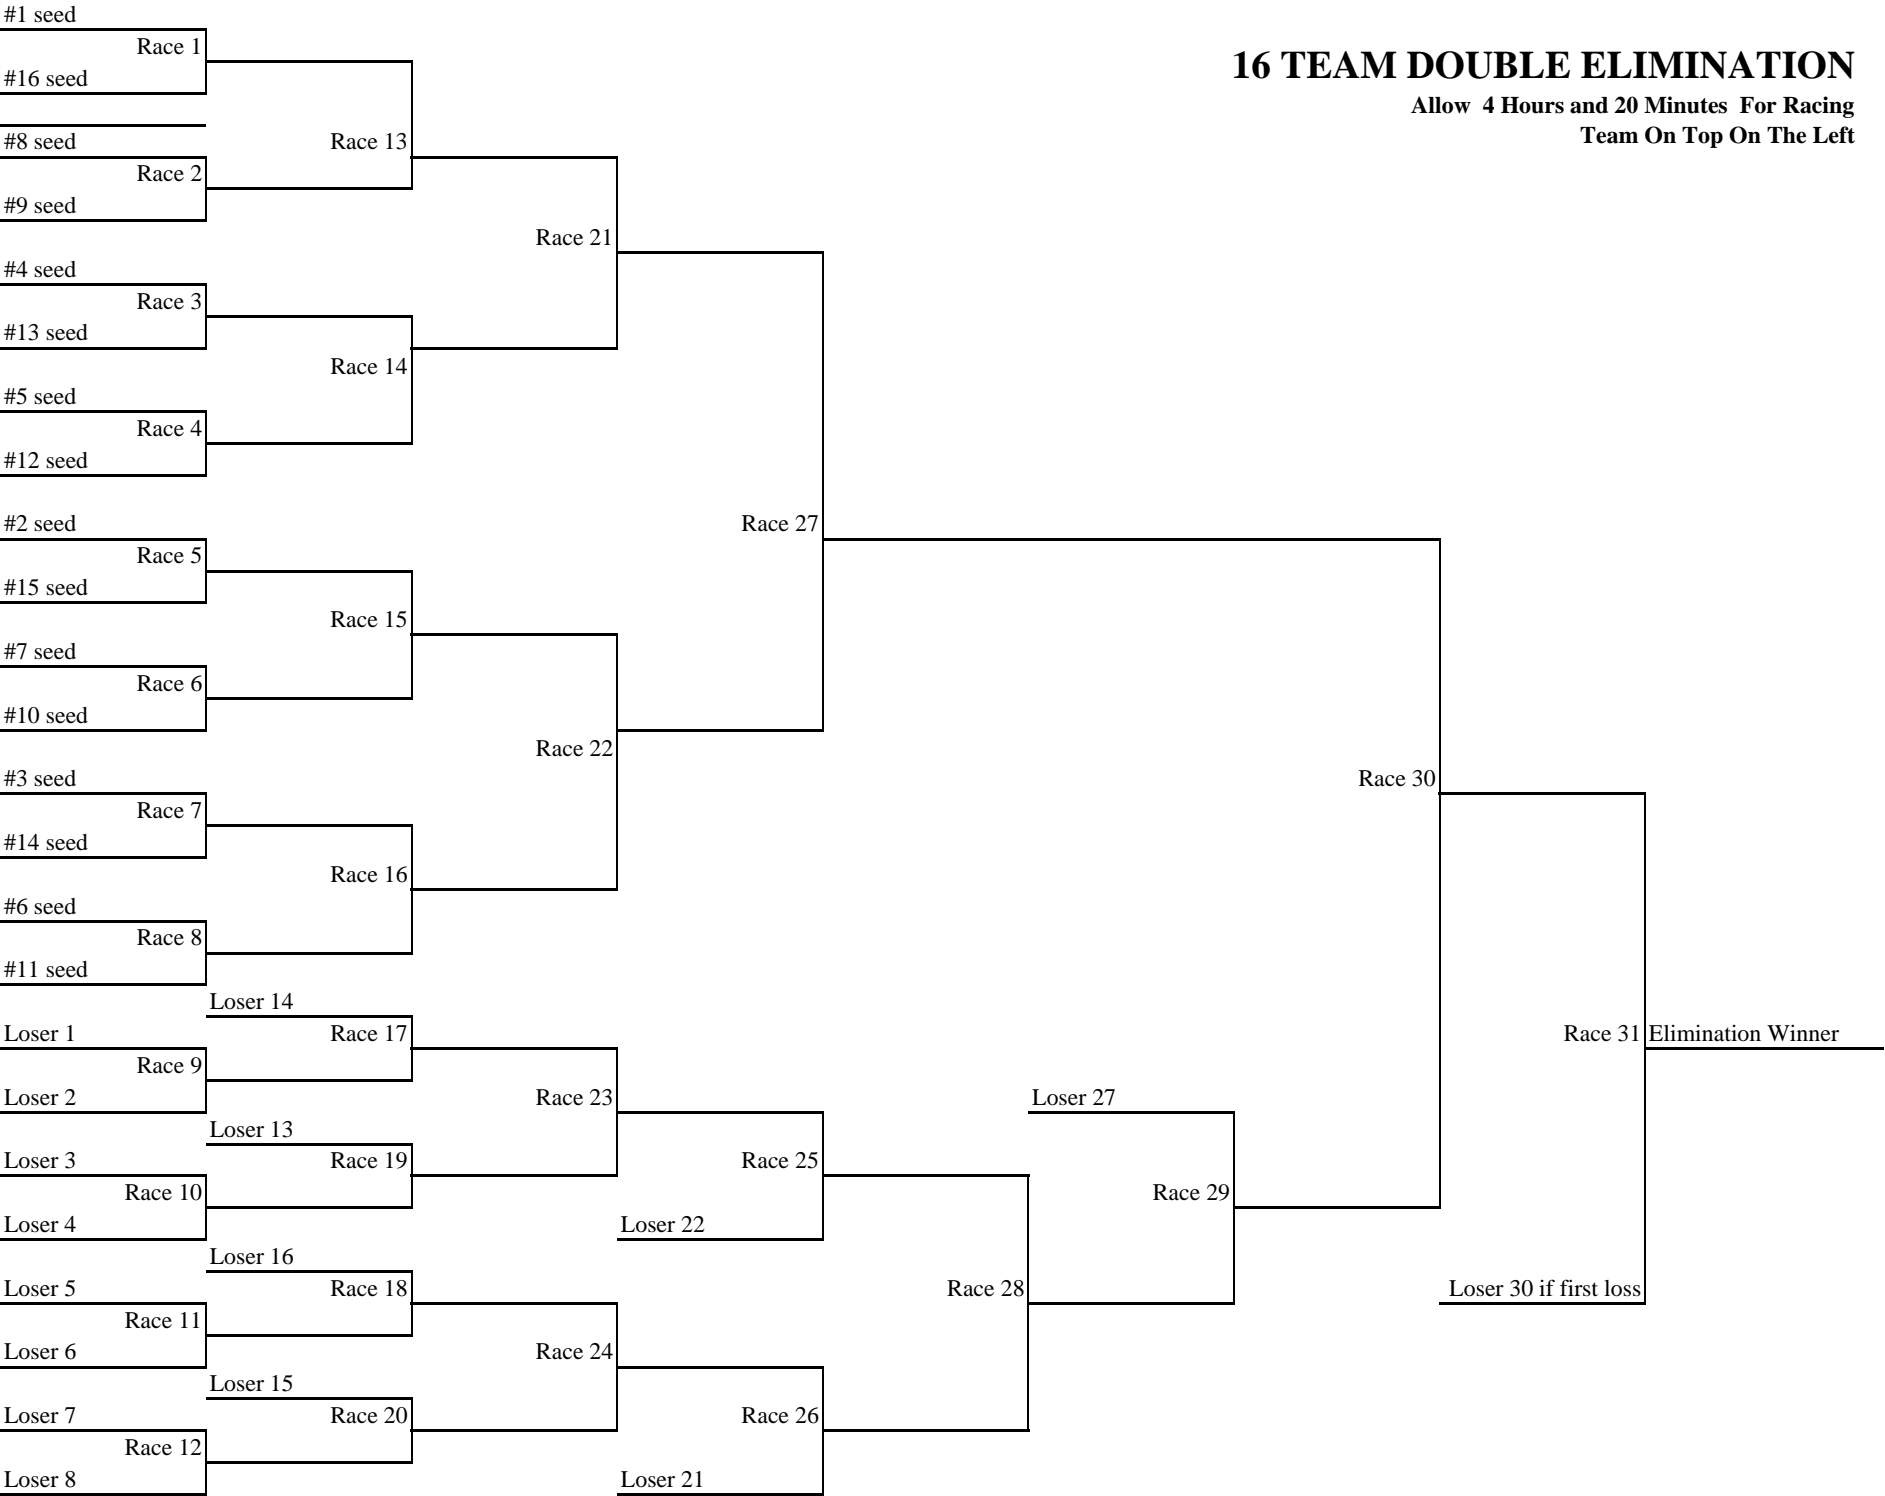 #1 seed
Race 1
#16 seed
16 TEAM DOUBLE ELIMINATION
Allow  4 Hours and 20 Minutes  For Racing
Team On Top On The Left
#8 seed
Race 13
Race 2
#9 seed
Race 21
#4 seed
Race 3
#13 seed
Race 14
#5 seed
Race 4
#12 seed
#2 seed
Race 27
Race 5
#15 seed
Race 15
#7 seed
Race 6
#10 seed
Race 22
#3 seed
Race 30
Race 7
#14 seed
Race 16
#6 seed
Race 8
#11 seed
Loser 14
Loser 1
Race 17
Race 31
Elimination Winner
Race 9
Loser 2
Race 23
Loser 27
Loser 13
Loser 3
Race 19
Race 25
Race 10
Race 29
Loser 4
Loser 22
Loser 16
Loser 5
Race 18
Race 28
Loser 30 if first loss
Race 11
Loser 6
Race 24
Loser 15
Loser 7
Race 20
Race 26
Race 12
Loser 8
Loser 21